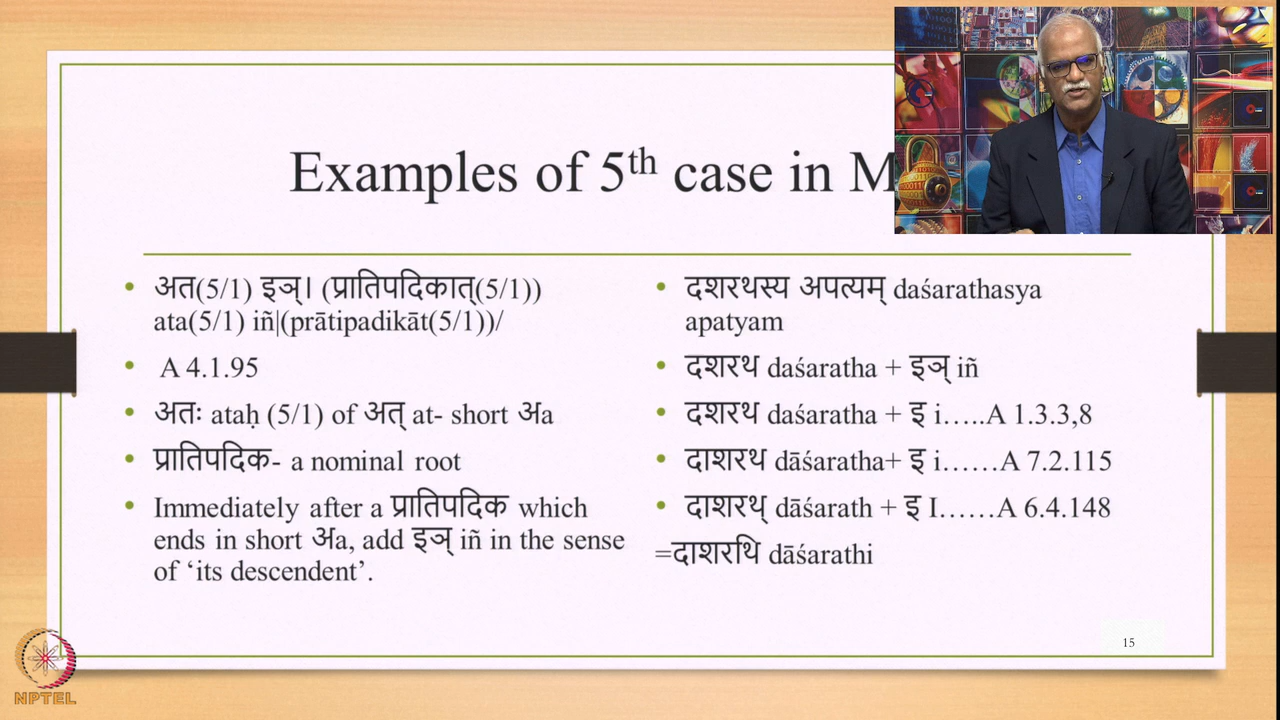 Examples of 5th case in M
• अत(5/1) इञ्। (प्रातिपदिकात्(5/1))
ata(5/1) iñ|(prātipadikāt(5/1))/
• A 4.1.95
• अतः ataḥ (5/1) of अत् at- short अa
• प्रातिपदिक- a nominal root
• Immediately after a प्रातिपदिक which
ends in short अa, add इञ् iñ in the sense
of ‘its descendent’.
• दशरथस्य अपत्यम् daśarathasya
apatyam
• दशरथ daśaratha + इञ् iñ
• दशरथ daśaratha + इ i…..A 1.3.3,8
• दाशरथ dāśaratha+ इ i……A 7.2.115
• दाशरथ् dāśarath + इ I……A 6.4.148
=दाशरथि dāśarathi
15
NPTEL